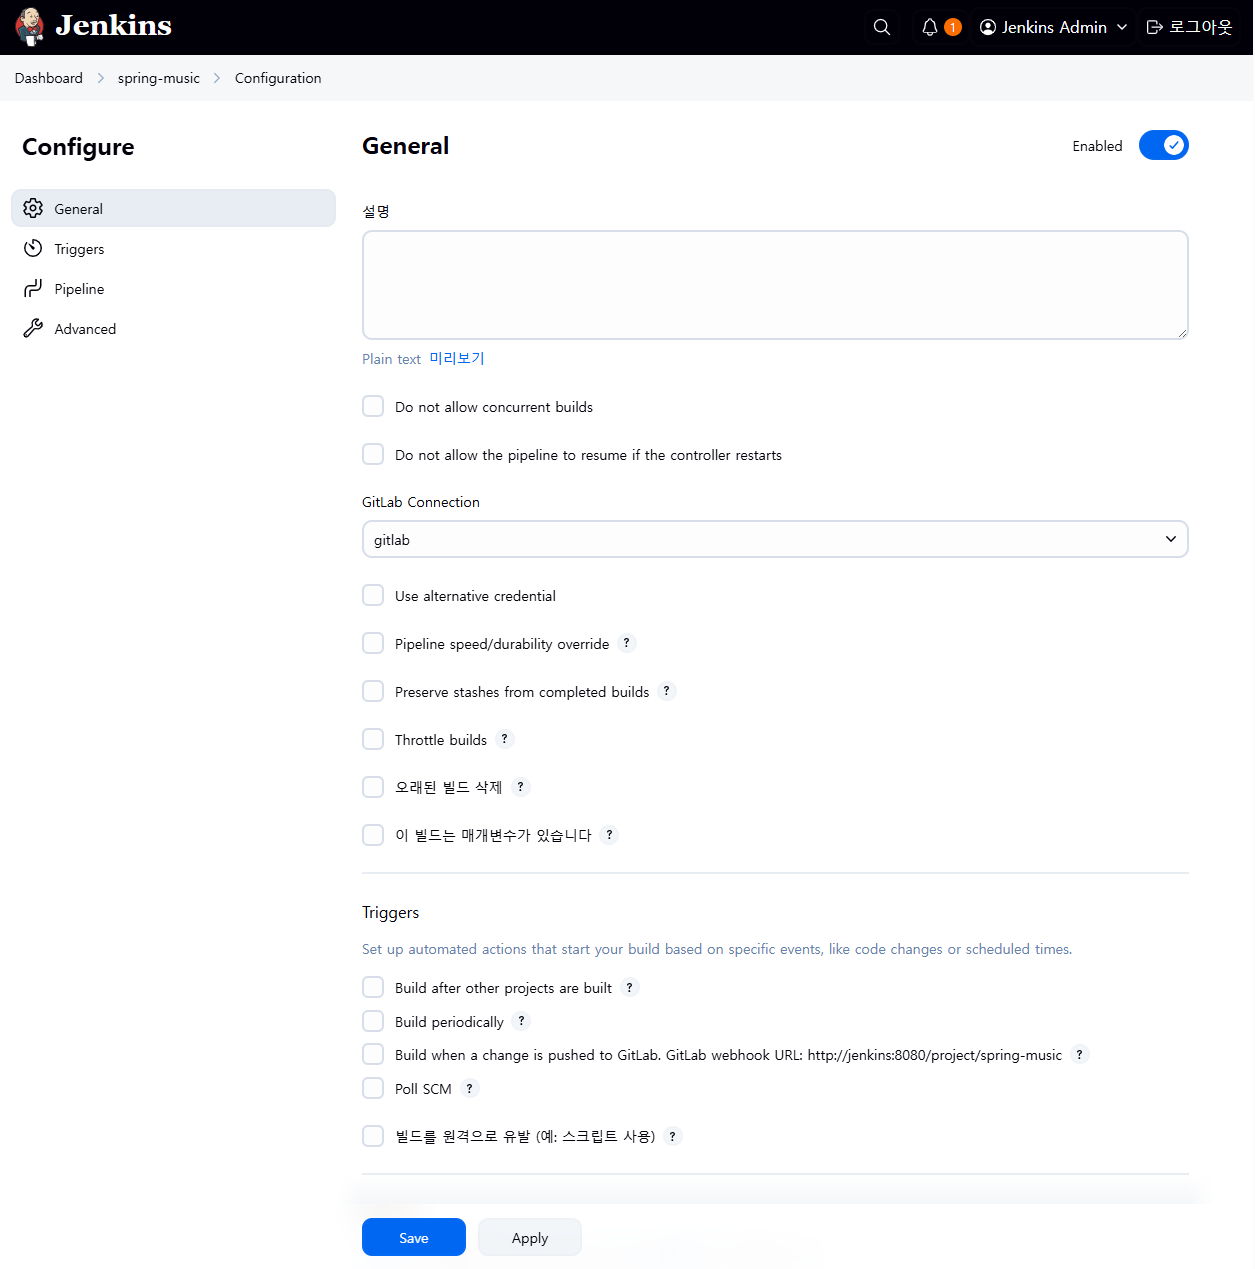 Jenkins
1
Jenkins Admin
로그아웃
Dashboard
spring-music
Configuration
Configure
General
Triggers
Pipeline
Advanced
General
Enabled
설명
Plain text 미리보기
Do not allow concurrent builds
Do not allow the pipeline to resume if the controller restarts
GitLab Connection
gitlab
Use alternative credential
Pipeline speed/durability override ?
Preserve stashes from completed builds ?
Throttle builds ?
오래된 빌드 삭제 ?
이 빌드는 매개변수가 있습니다 ?
Triggers
Set up automated actions that start your build based on specific events, like code changes or scheduled times.
Build after other projects are built ?
Build periodically ?
Build when a change is pushed to GitLab. GitLab webhook URL: http://jenkins:8080/project/spring-music ?
Poll SCM ?
빌드를 원격으로 유발 (예: 스크립트 사용) ?
Save
Apply